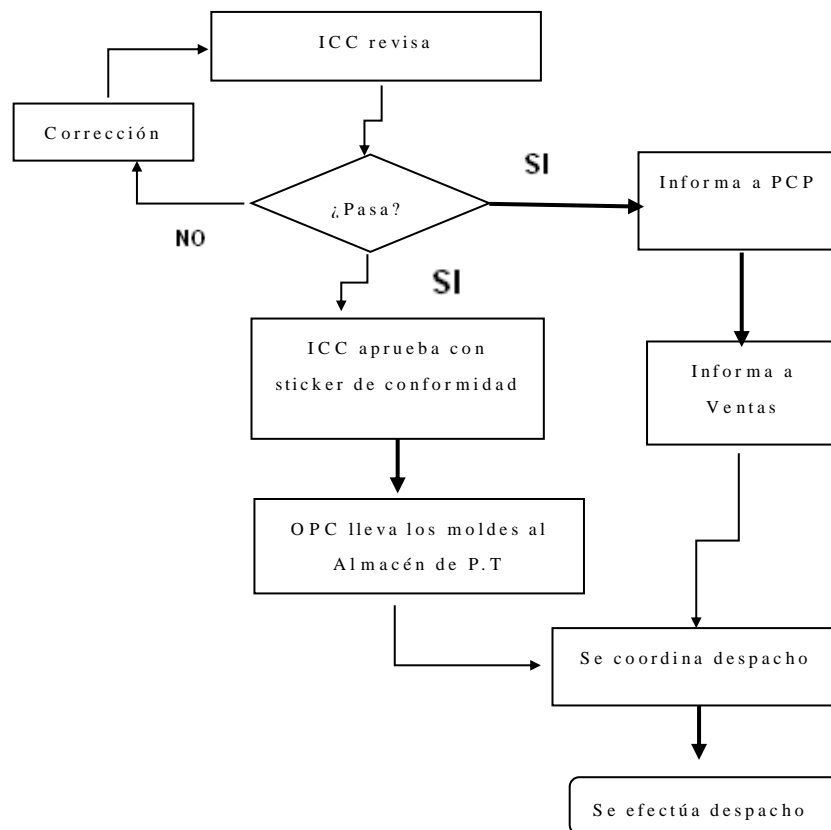 ICC revisa
Corrección
¿Pasa?
SI
Informa a PCP
NO
SI
ICC aprueba con
sticker de conformidad
Informa a
Ventas
OPC lleva los moldes al
Almacén de P.T
Se coordina despacho
Se efectúa despacho